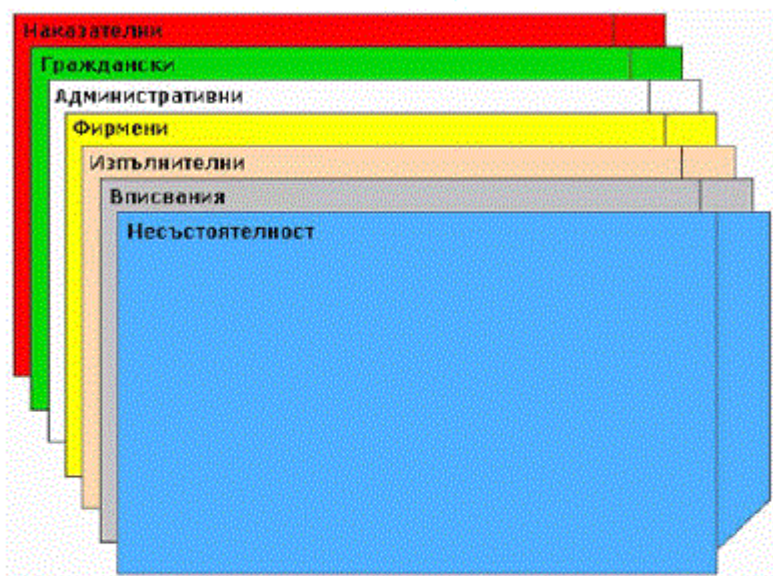 Наказателни
Граждански
Административни
Фирмени
Изпълнителни
Вписвания
Несъстоятелност